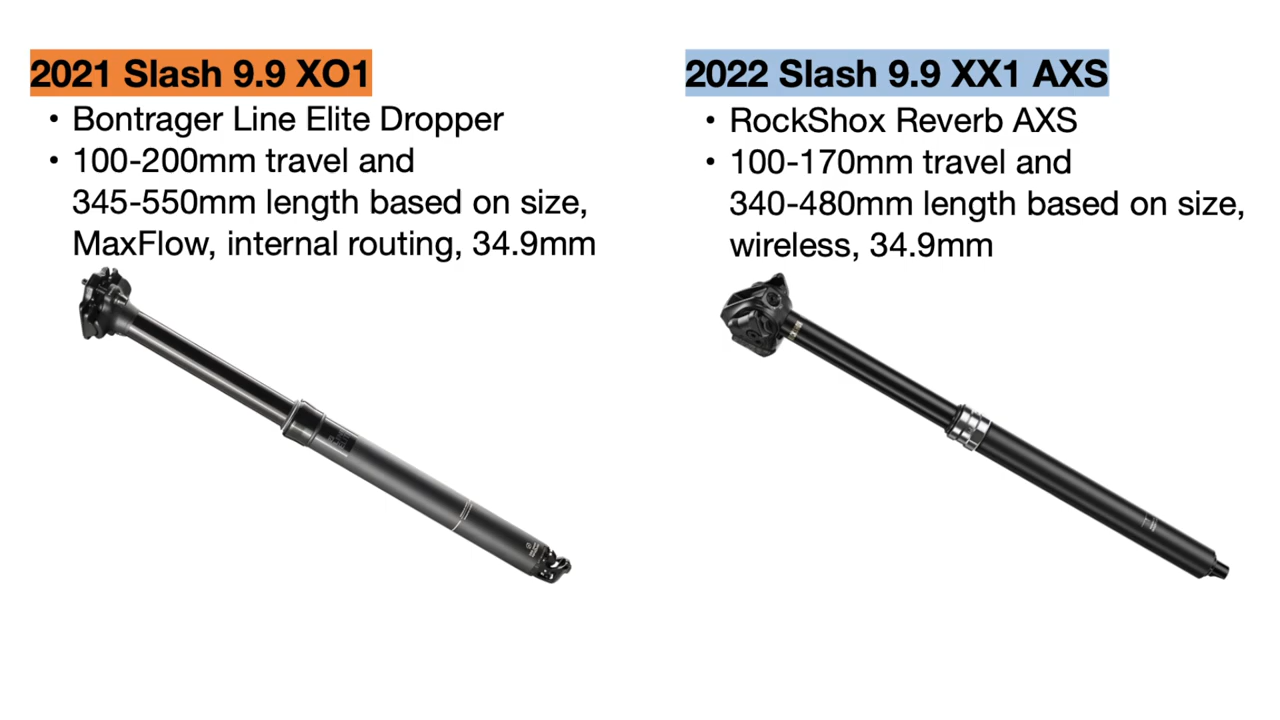 2021 Slash 9.9 XO1
• Bontrager Line Elite Dropper
• 100-200mm travel and
345-550mm length based on size,
MaxFlow, internal routing, 34.9mm
2022 Slash 9.9 XX1 AXS
• RockShox Reverb AXS
• 100-170mm travel and
340-480mm length based on size,
wireless, 34.9mm